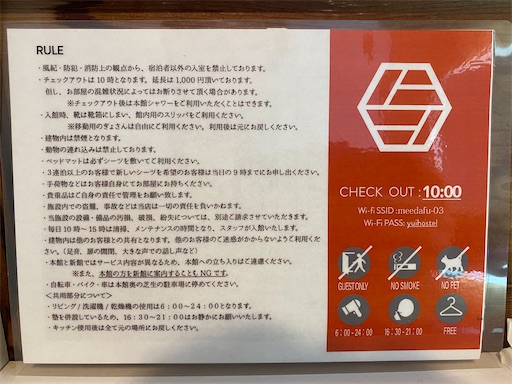 RULE
・風紀・防犯・消防上の観点から、宿泊者以外の入室を禁止しております。
・チェックアウトは10時となります。延長は1,000円頂いております。
但し、お部屋の混雑状況によってはお断りさせて頂く場合があります。
※チェックアウト後は本館シャワーをご利用いただくことはできます。
・入館時、靴は靴箱にしまい、館内用のスリッパをご利用ください。
※移動用のぎょさんは自由にご利用ください。利用後は元にお戻しください。
・建物内は禁煙となります。
・動物の連れ込みは禁止しております。
・ベッドマットは必ずシーツを敷いてご利用ください。
・3連泊以上のお客様で新しいシーツを希望のお客様は当日の9時までにお申し出ください。
・手荷物などはお客様自身にてお部屋にお持ちください。
・貴重品はご自身の責任で管理をお願い致します。
・施設内での盗難、事故などは当店は一切の責任を負いかねます。
・当施設の設備・備品の汚損、破損、紛失については、別途ご請求させていただきます。
・毎日10時～15時は清掃、メンテナンスの時間となり、スタッフが入館いたします。
・建物内は他のお客様との共有となります。他のお客様のご迷惑がかからないようご利用くだ
さい。（足音、扉の開閉、大きな声での話し声など）
・本館と新館ではサービス内容が異なるため、本館への立ち入りはご遠慮ください。
※また、本館の方を新館に案内することも NG です。
・自転車・バイク・車は本館奥の芝生の駐車場に停めてください。
＜共用部分について＞
・リビング/洗濯機/乾燥機の使用は6：00～24：00となります。
・塾を併設しているため、16：30～21：00はお静かにお願いいたします。
・キッチン使用後は全て元の場所にお戻しください。
CHECK OUT : 10:00
Wi-Fi SSID :meedafu-03
Wi-Fi PASS: yuihostel
GUEST ONLY
NO SMOKE
NO PET
6：00 - 24：00
16：30 - 21：00
FREE